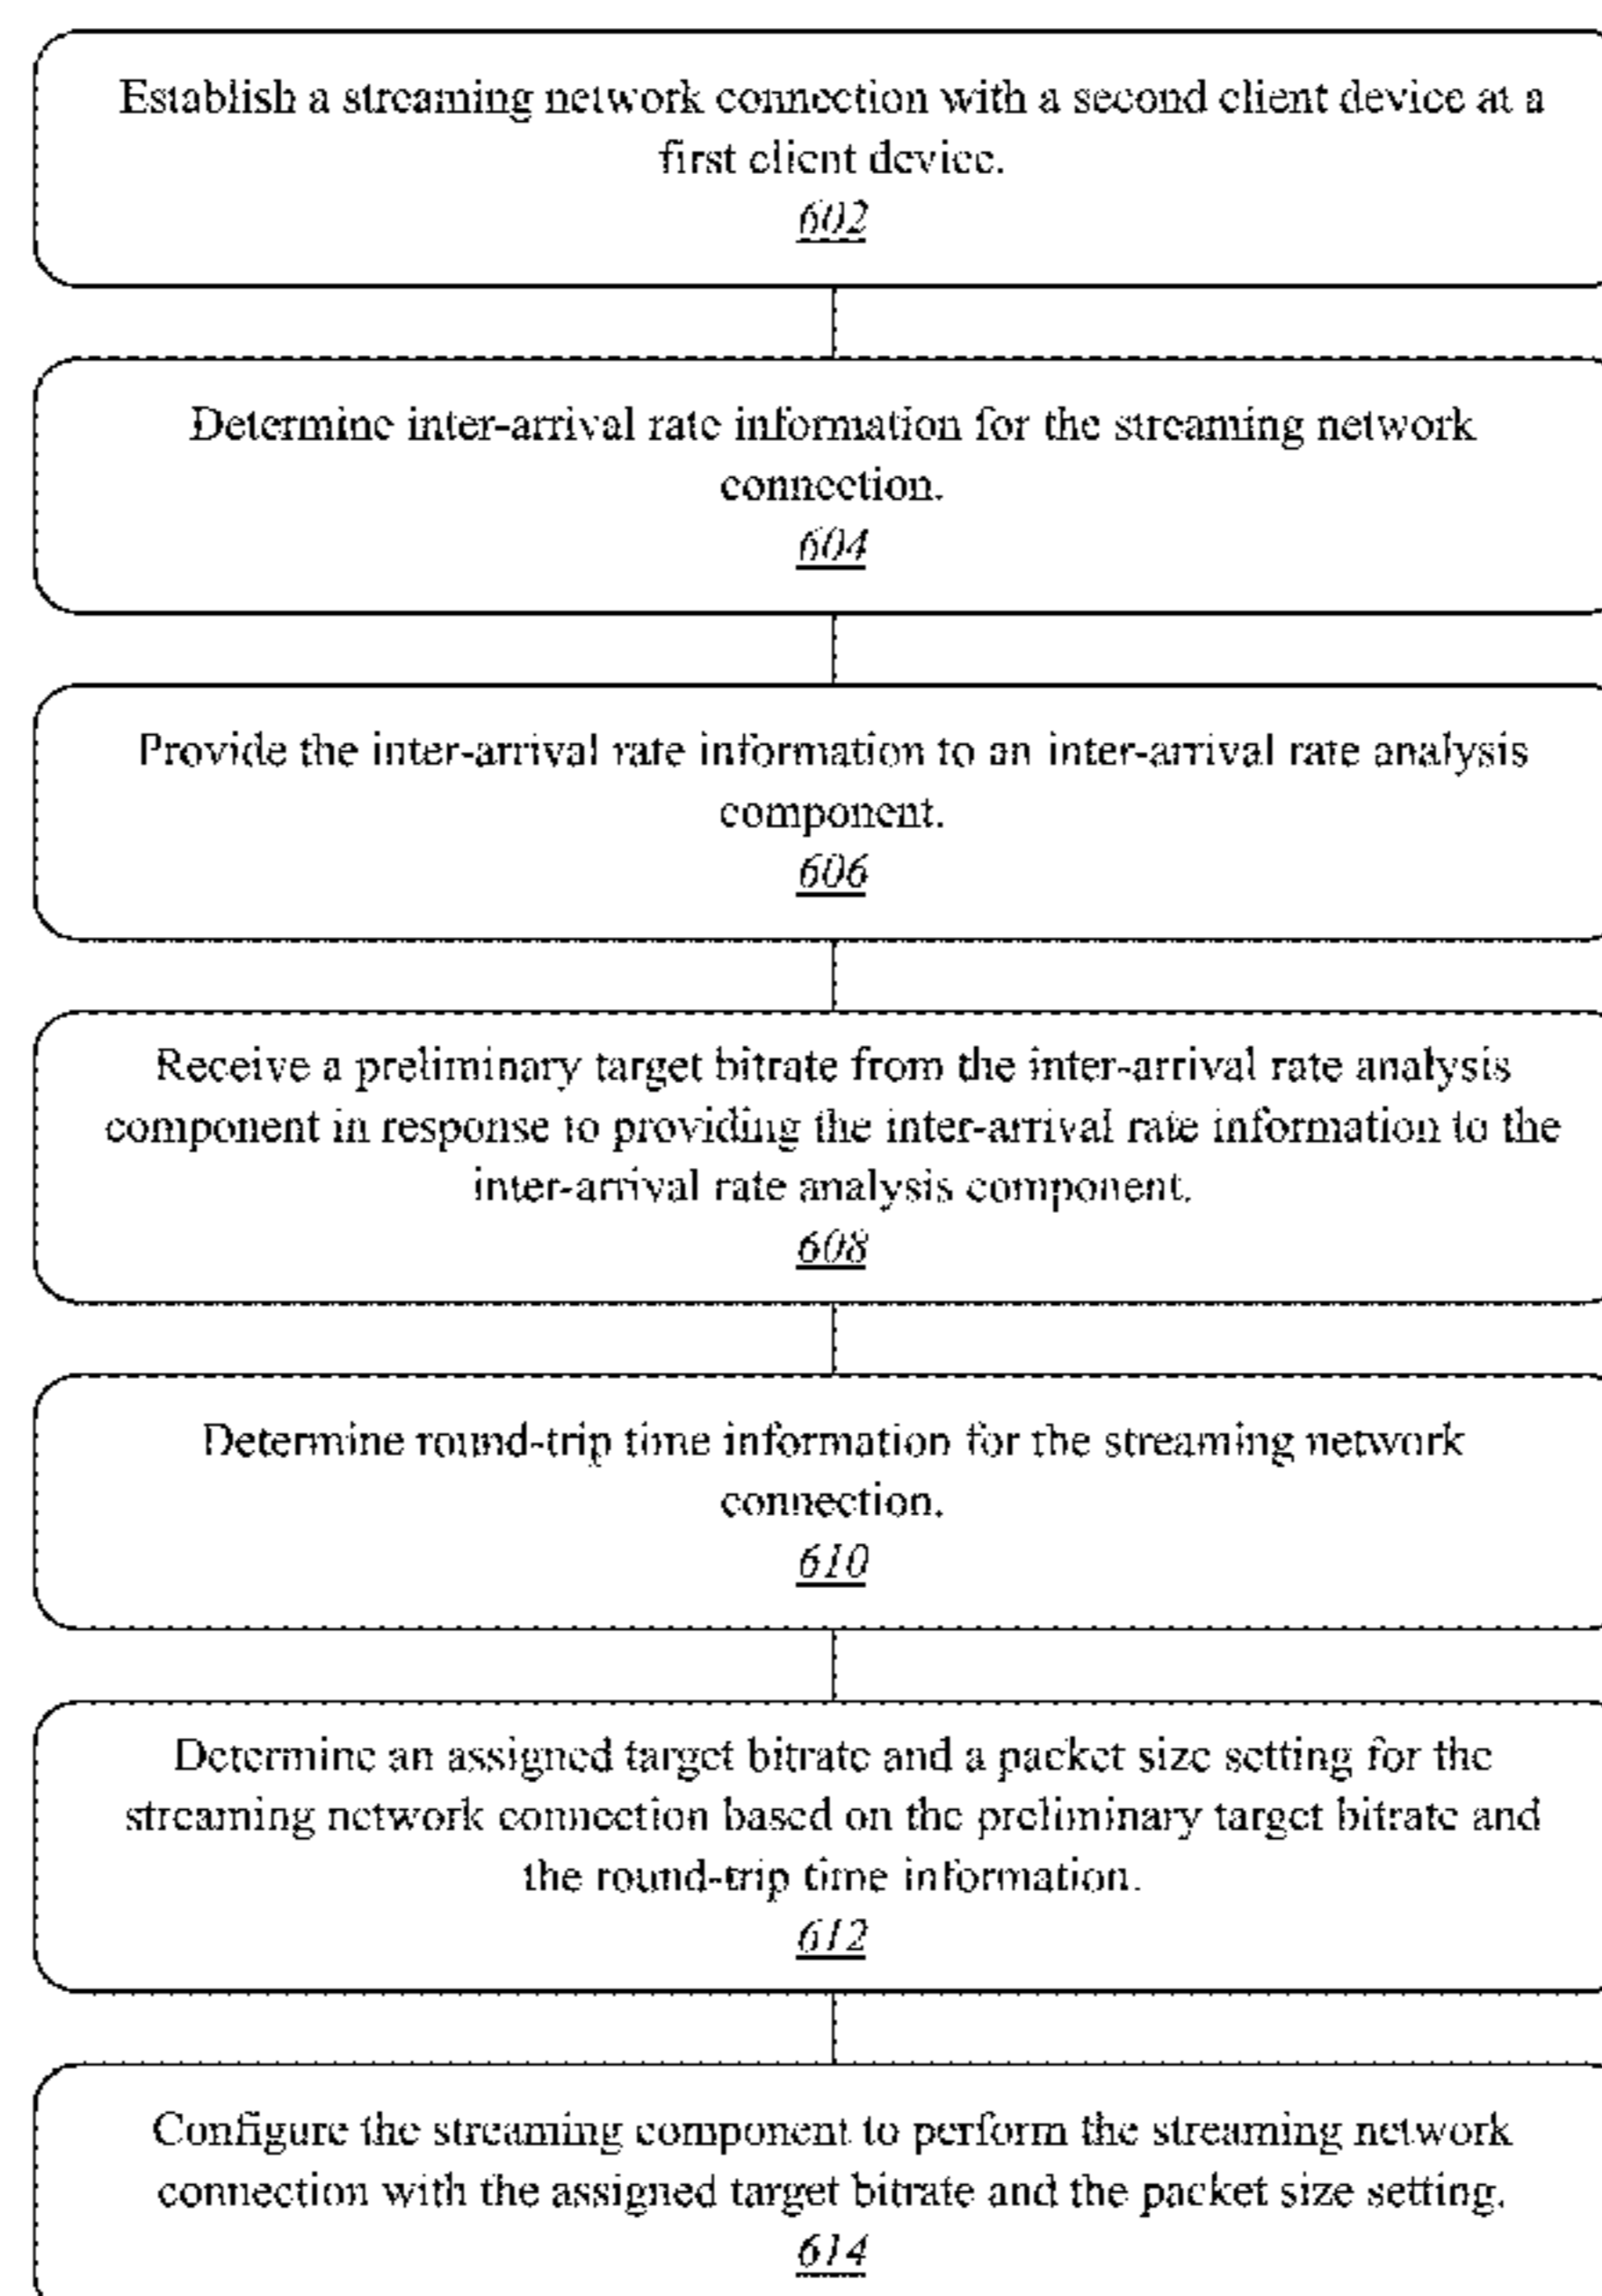 Establish a streaming network connection with a second client device at a
first client device.
602
Determine inter-arrival rate information for the streaming network
connection.
604
Provide the inter-arrival rate information to an inter-arrival rate analysis
component.
606
Receive a preliminary target bitrate from the inter-arrival rate analysis
component in response to providing the inter-arrival rate information to the
inter-arrival rate analysis component.
608
Determine round-trip time information for the streaming network
connection.
610
Determine an assigned target bitrate and a packet size setting for the
streaming network connection based on the preliminary target bitrate and
the round-trip time information.
612
Configure the streaming component to perform the streaming network
connection with the assigned target bitrate and the packet size setting.
614